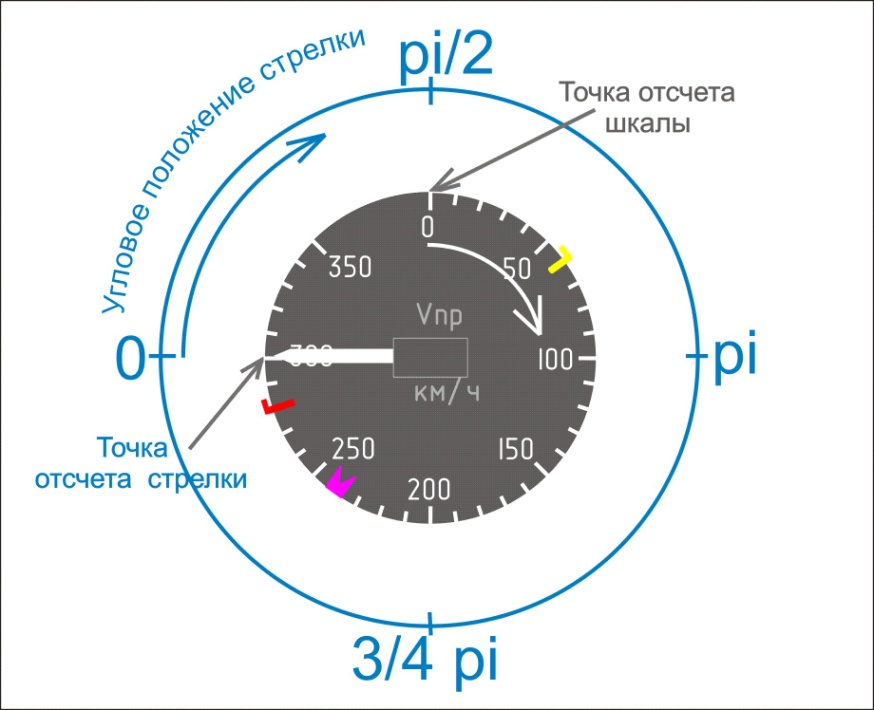 Угловое положение стрелки
pi/2
Точка отсчета
шкалы
0
50
350
Vпр
0
300
100
pi
км/ч
Точка
отсчета стрелки
250
150
200
3/4 pi